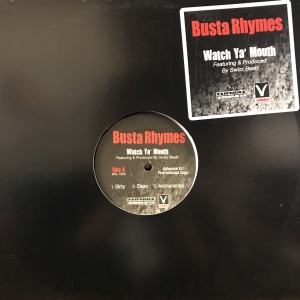 Busta Rhymes
Watch Ya' Mouth
Featuring & Produced
By Swizz Beatz
Busta Rhymes
Watch Ya' Mouth
Featuring & Produced By Swizz Beatz
Side A
Advance DJ
Promotional Copy
1. Dirty 2. Clean 3. Instrumental